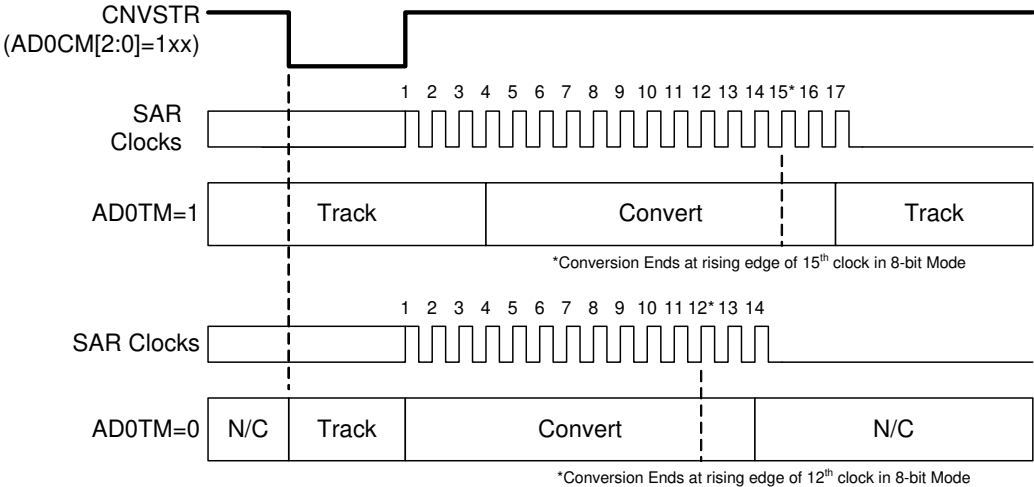 CNVSTR
(AD0CM[2:0]=1xx)
1 2 3 4 5 6 7 8 9 10 11 12 13 14 15* 16 17
SAR
Clocks
AD0TM=1 Track Convert Track
*Conversion Ends at rising edge of 15th clock in 8-bit Mode
1 2 3 4 5 6 7 8 9 10 11 12* 13 14
SAR Clocks
AD0TM=0 N/C Track Convert N/C
*Conversion Ends at rising edge of 12th clock in 8-bit Mode